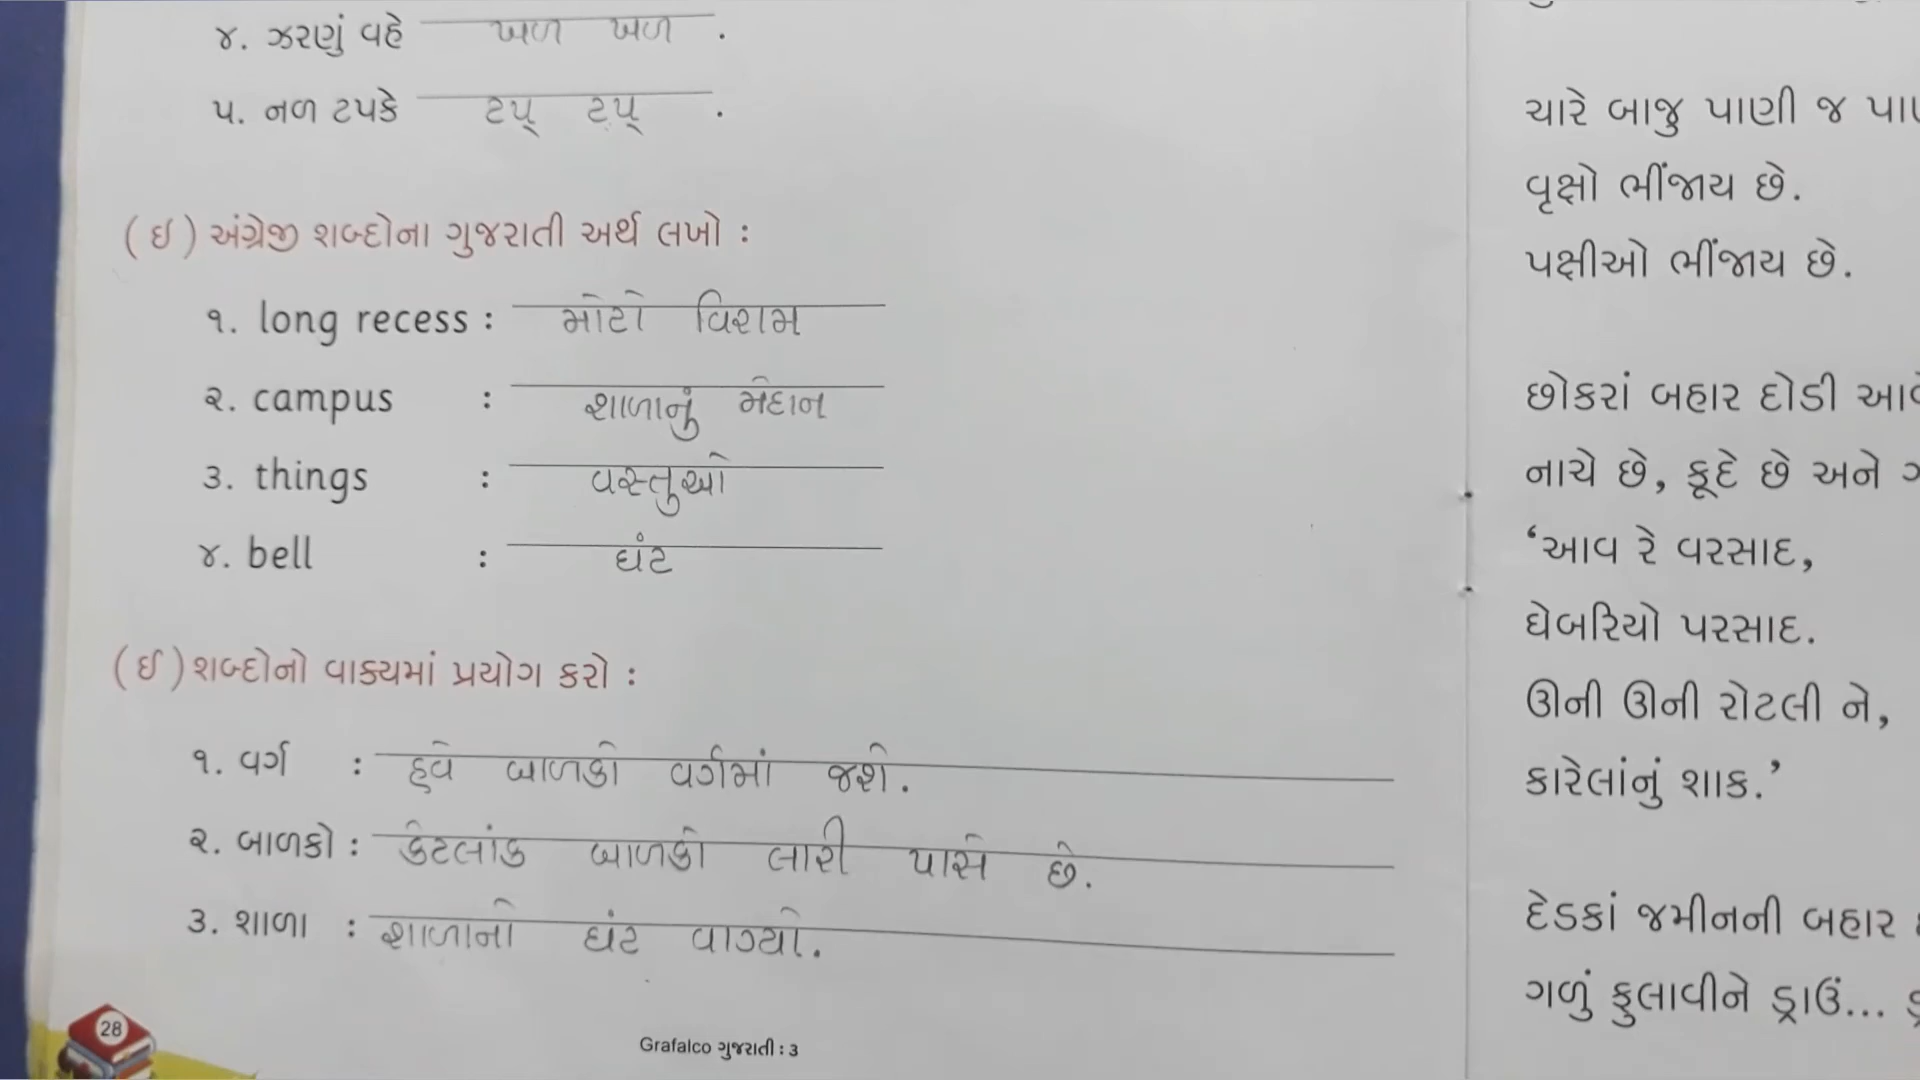 ૪. ઝરણું વહે ખળ ખળ .
૫. નળ ટપકે ટપ્ ટપ્ .
(ઇ) અંગ્રેજી શબ્દોના ગુજરાતી અર્થ લખો :
૧. long recess : મોટો વિરામ
૨. campus : શાળાનું મેદાન
૩. things : વસ્તુઓ
૪. bell : ઘંટ
(ઈ) શબ્દોનો વાક્યમાં પ્રયોગ કરો :
૧. વર્ગ : હવે બાળકો વર્ગમાં જશે.
૨. બાળકો : કેટલાંક બાળકો લારી પાસે છે.
૩. શાળા : શાળાનો ઘંટ વાગ્યો.
28
Grafalco ગુજરાતી : ૩
ચારે બાજુ પાણી જ
વૃક્ષો ભીંજાય છે.
પક્ષીઓ ભીંજાય છે.
છોકરાં બહાર દોડી
નાચે છે, કૂદે છે અને
‘આવ રે વરસાદ,
ઘેબરિયો પરસાદ.
ઊની ઊની રોટલી ને,
કારેલાંનું શાક.’
દેડકાં જમીનની બહાર
ગળું ફુલાવીને ડ્રાઉં...